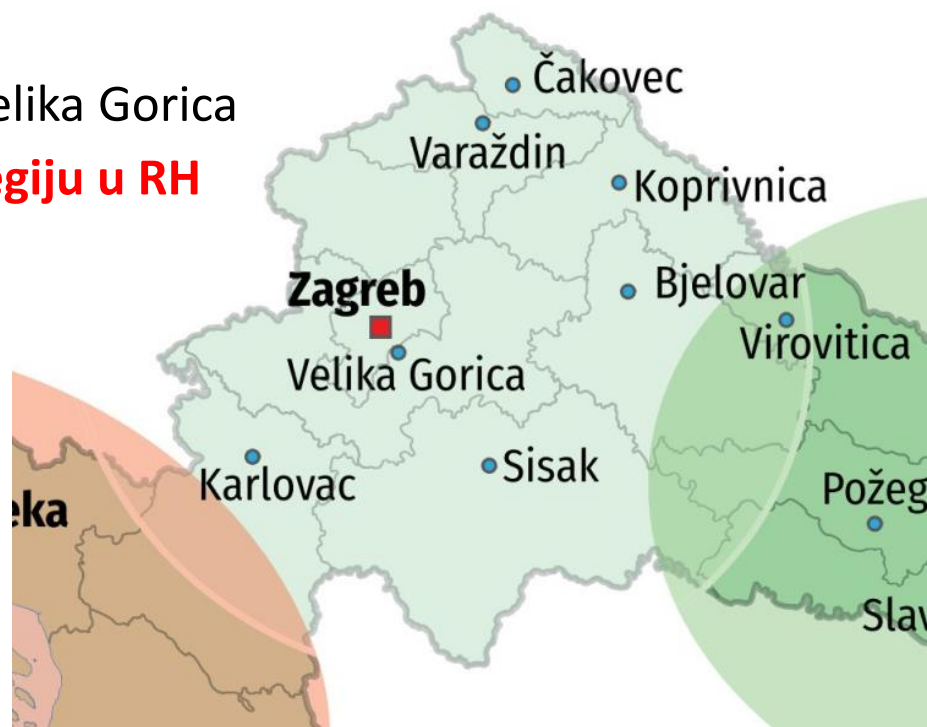 elika Gorica
egiju u RH
Čakovec
Varaždin
Koprivnica
Zagreb
Bjelovar
Virovitica
Velika Gorica
Karlovac
Sisak
Požeg
eka
Slav